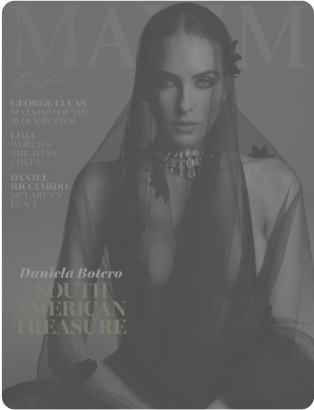 MAXIM
GEORGE LUCAS
MAESTRO OF THE
BLOCKBUSTER
LIMA
WORLD'S
GREATEST
CHEFS
DANIEL
RICCIARDO
MCLAREN'S
PLACE
Daniela Botero
SOUTH
AMERICAN
TREASURE